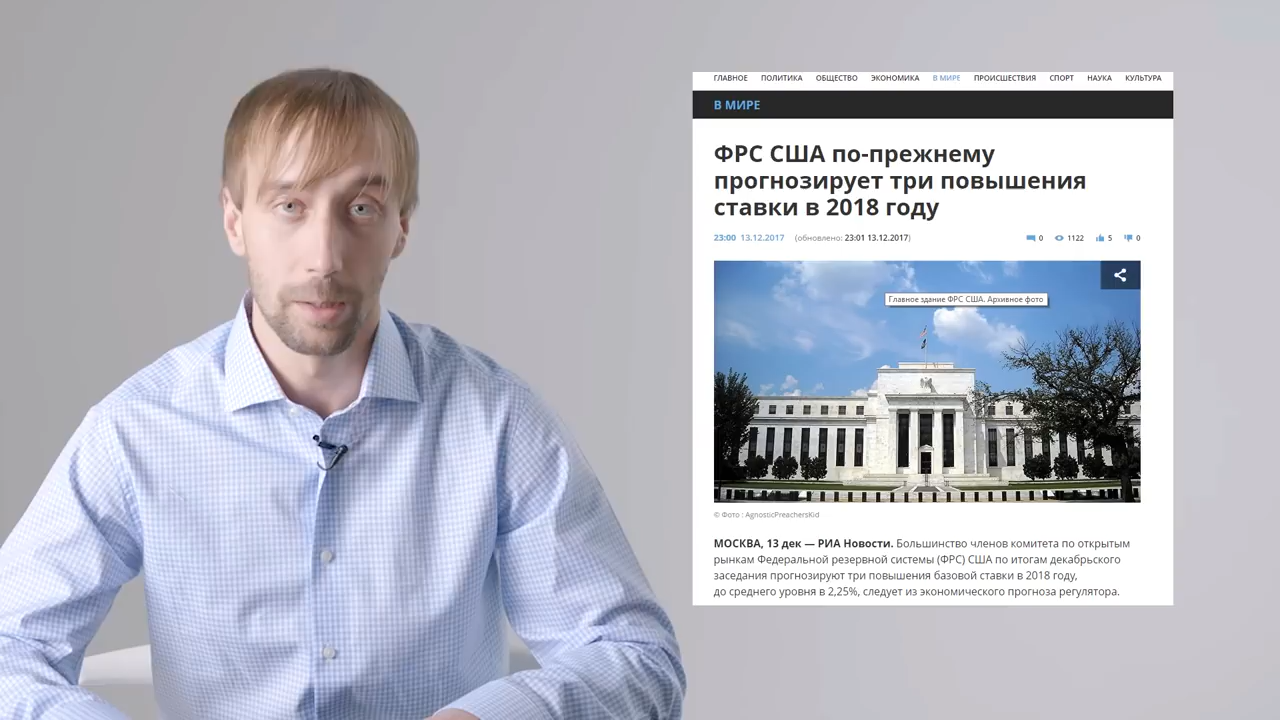 ГЛАВНОЕ ПОЛИТИКА ОБЩЕСТВО ЭКОНОМИКА В МИРЕ ПРОИСШЕСТВИЯ СПОРТ НАУКА КУЛЬТУРА
В МИРЕ
ФРС США по-прежнему
прогнозирует три повышения
ставки в 2018 году
23:00 13.12.2017 (обновлено: 23:01 13.12.2017) 0 1122 5 0
Главное здание ФРС США. Архивное фото
© Фото : AgnosticPreachersKid
МОСКВА, 13 дек — РИА Новости. Большинство членов комитета по открытым
рынкам Федеральной резервной системы (ФРС) США по итогам декабрьского
заседания прогнозируют три повышения базовой ставки в 2018 году,
до среднего уровня в 2,25%, следует из экономического прогноза регулятора.